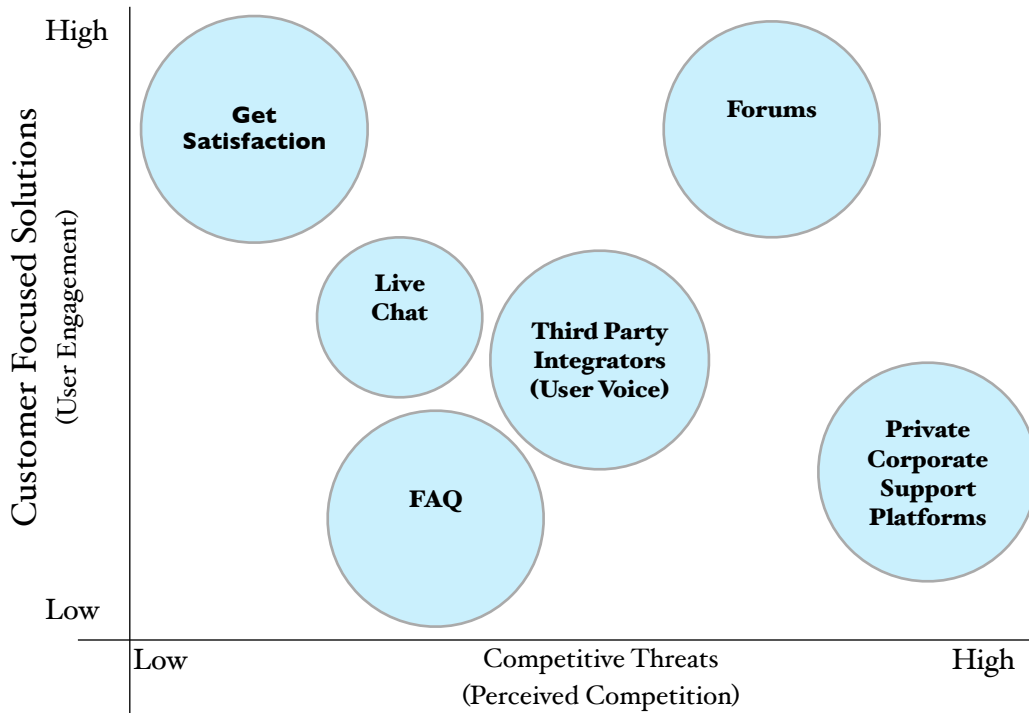 High
Customer Focused Solutions
(User Engagement)
Low
Get
Satisfaction
Forums
Live
Chat
Third Party
Integrators
(User Voice)
FAQ
Private
Corporate
Support
Platforms
Low
Competitive Threats
(Perceived Competition)
High